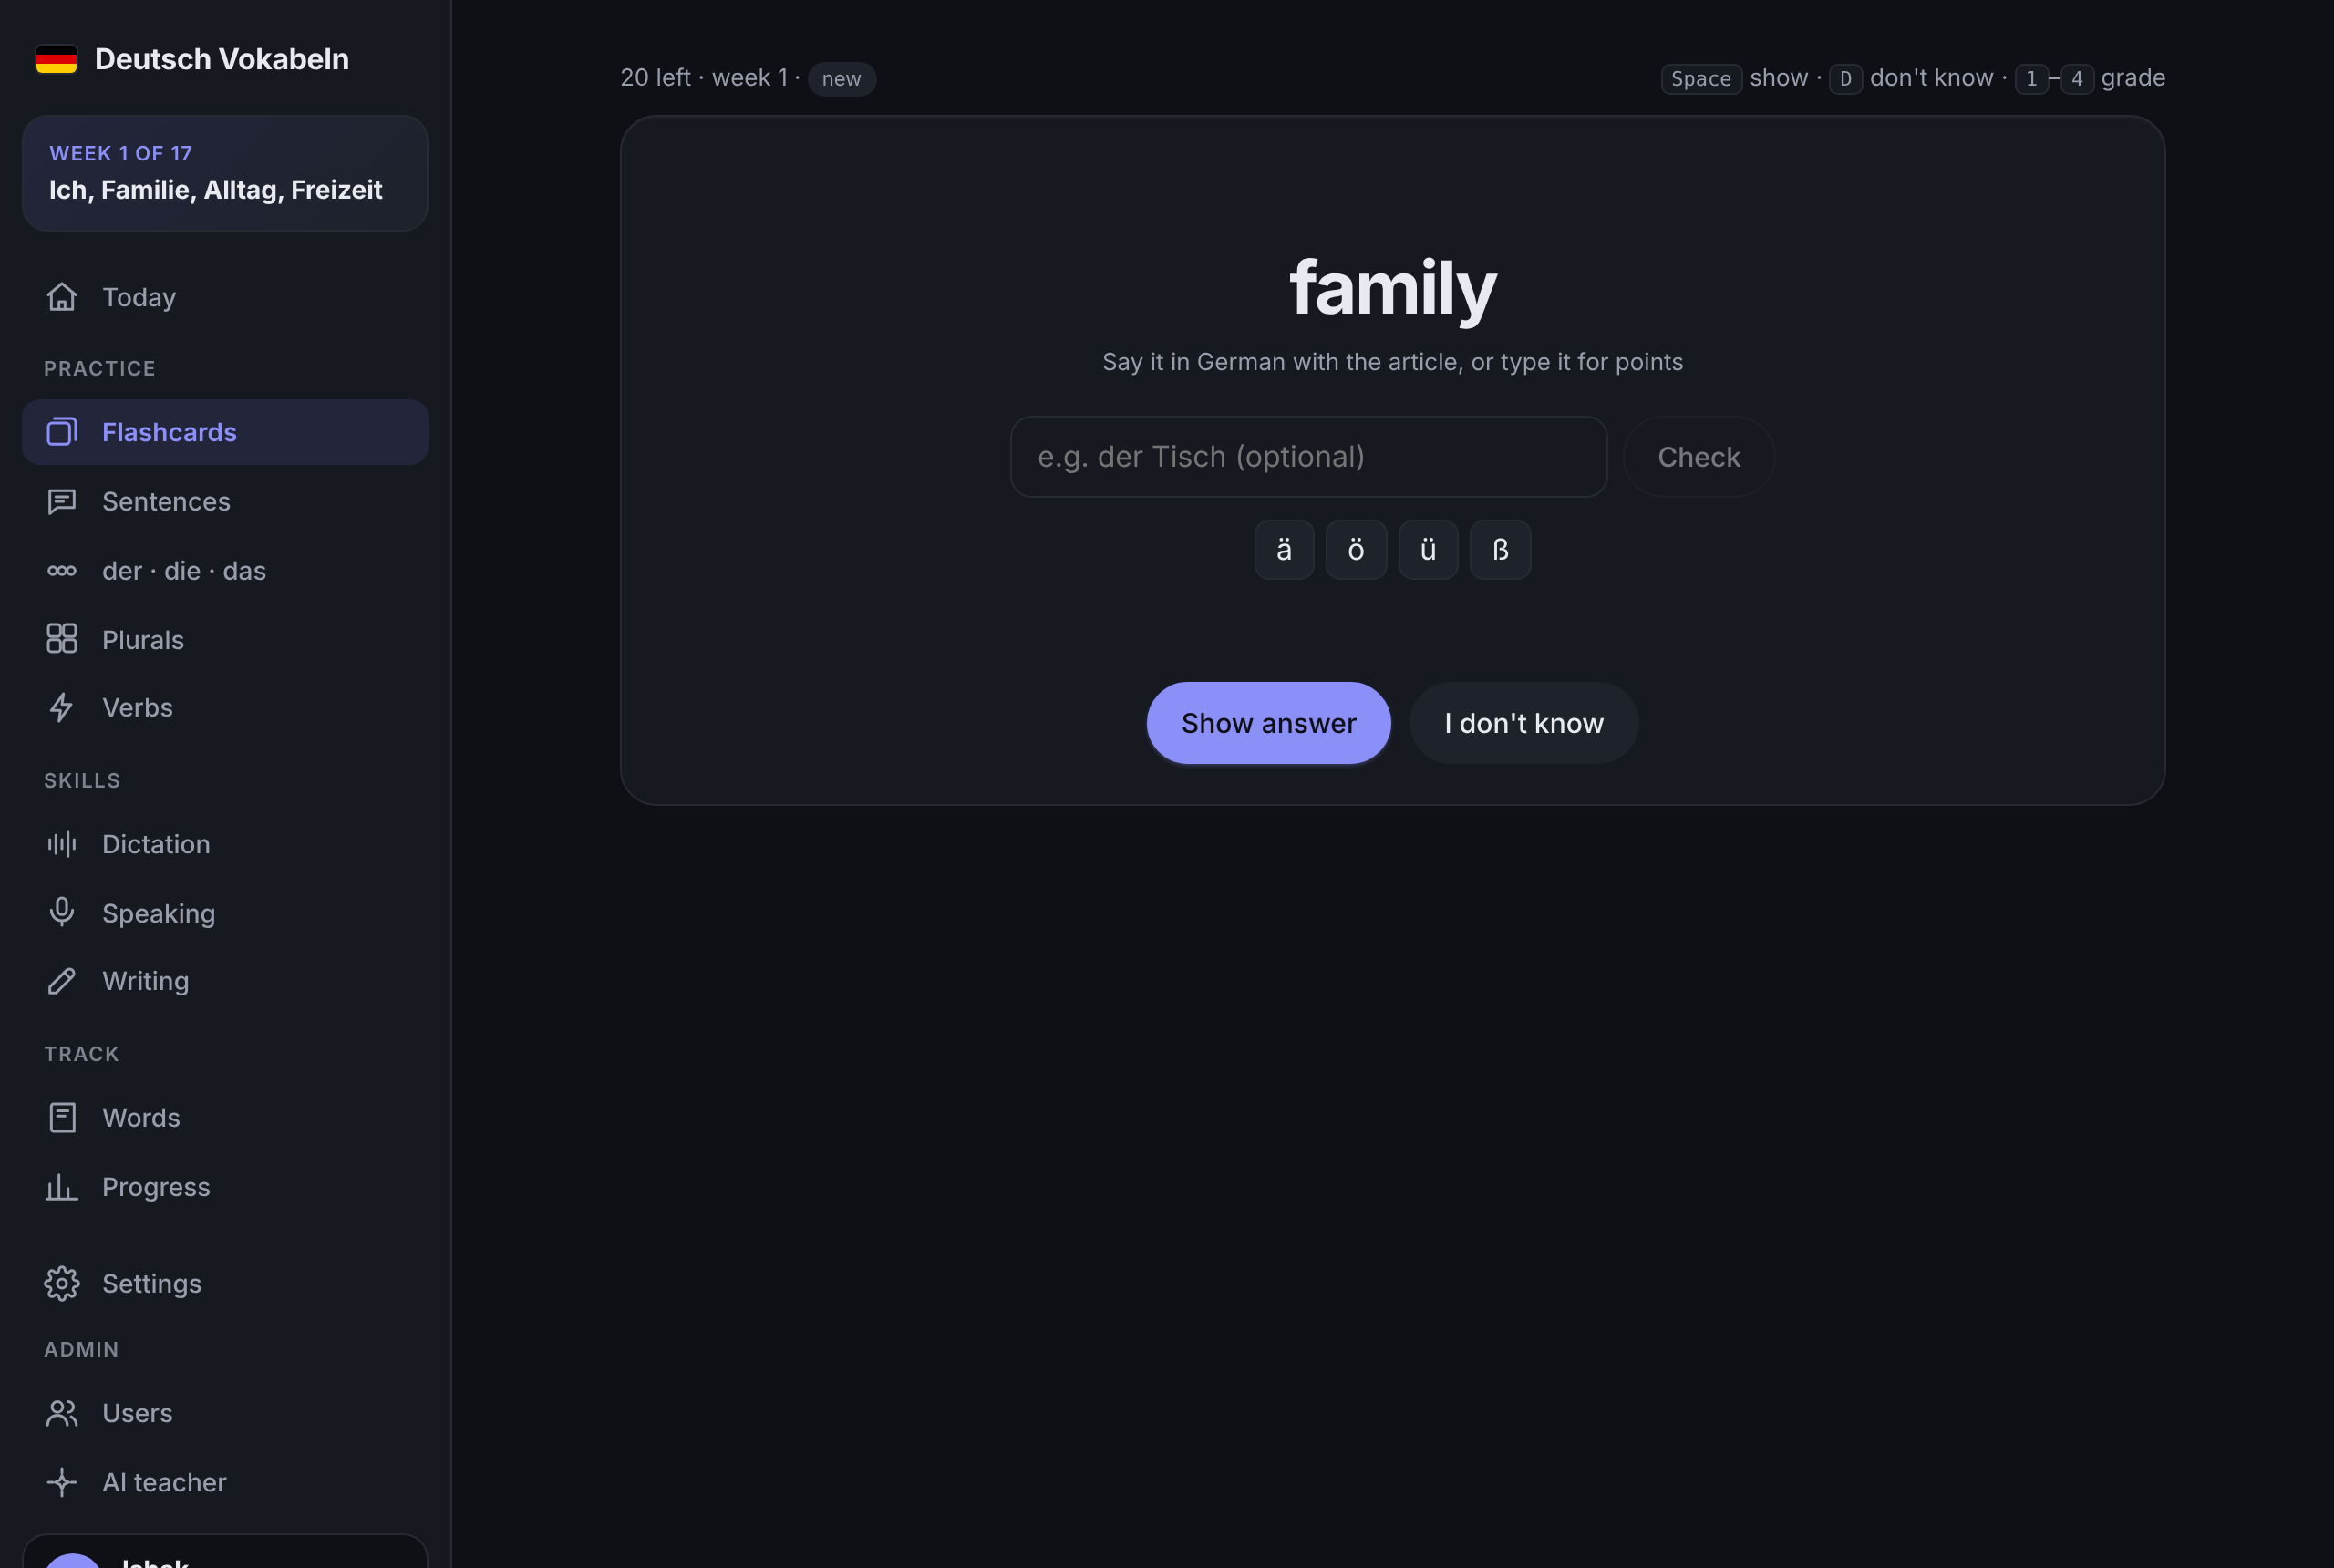 Deutsch Vokabeln
WEEK 1 OF 17
Ich, Familie, Alltag, Freizeit
Today
PRACTICE
Flashcards
Sentences
der · die · das
Plurals
Verbs
SKILLS
Dictation
Speaking
Writing
TRACK
Words
Progress
Settings
ADMIN
Users
AI teacher
20 left · week 1 · new
Space show · D don't know · 1–4 grade
family
Say it in German with the article, or type it for points
e.g. der Tisch (optional)
Check
ä ö ü ß
Show answer
I don't know